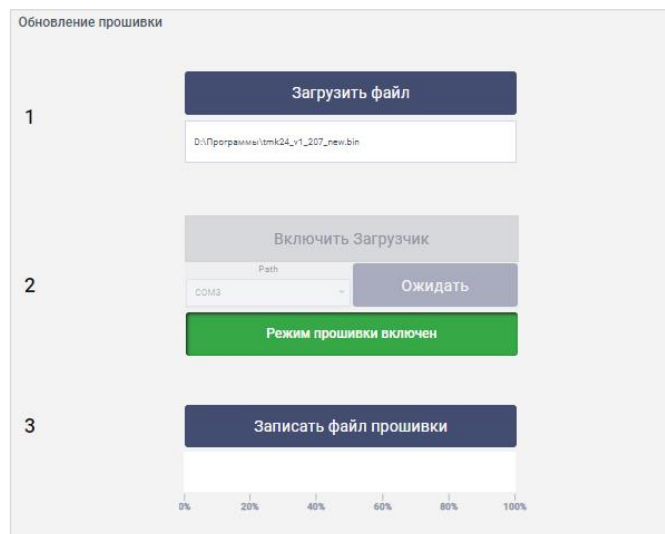 Обновление прошивки
1
Загрузить файл
D:\Программы\tmk24_v1_207_new.bin
Включить Загрузчик
2
Path
COM3
Ожидать
Режим прошивки включен
3
Записать файл прошивки
0% 20% 40% 60% 80% 100%